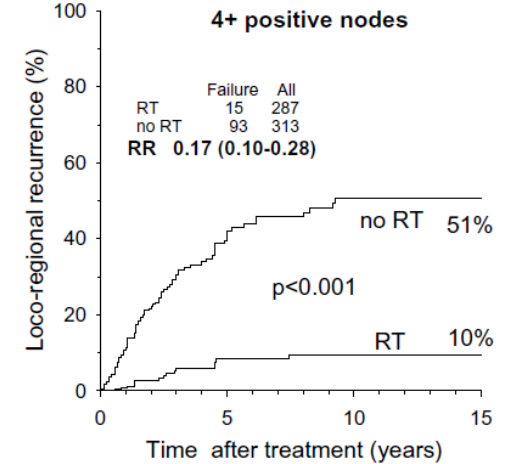 4+ positive nodes
Loco-regional recurrence (%)
100
80
60
40
20
0
Failure All
RT 15 287
no RT 93 313
RR 0.17 (0.10-0.28)
no RT 51%
p<0.001
RT 10%
0 5 10 15
Time after treatment (years)